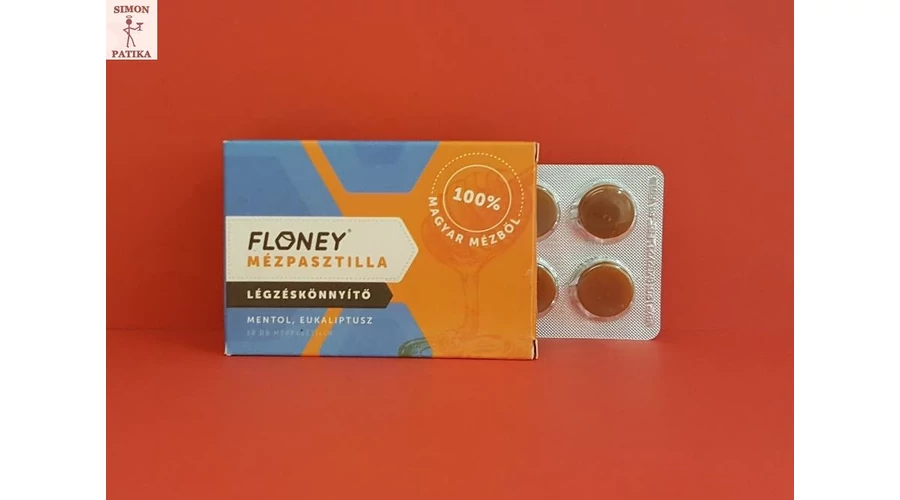 SIMON
PATIKA
100%
MAGYAR MÉZBŐL
FLONEY®
MÉZPASZTILLA
LÉGZÉSKÖNNYÍTŐ
MENTOL, EUKALIPTUSZ